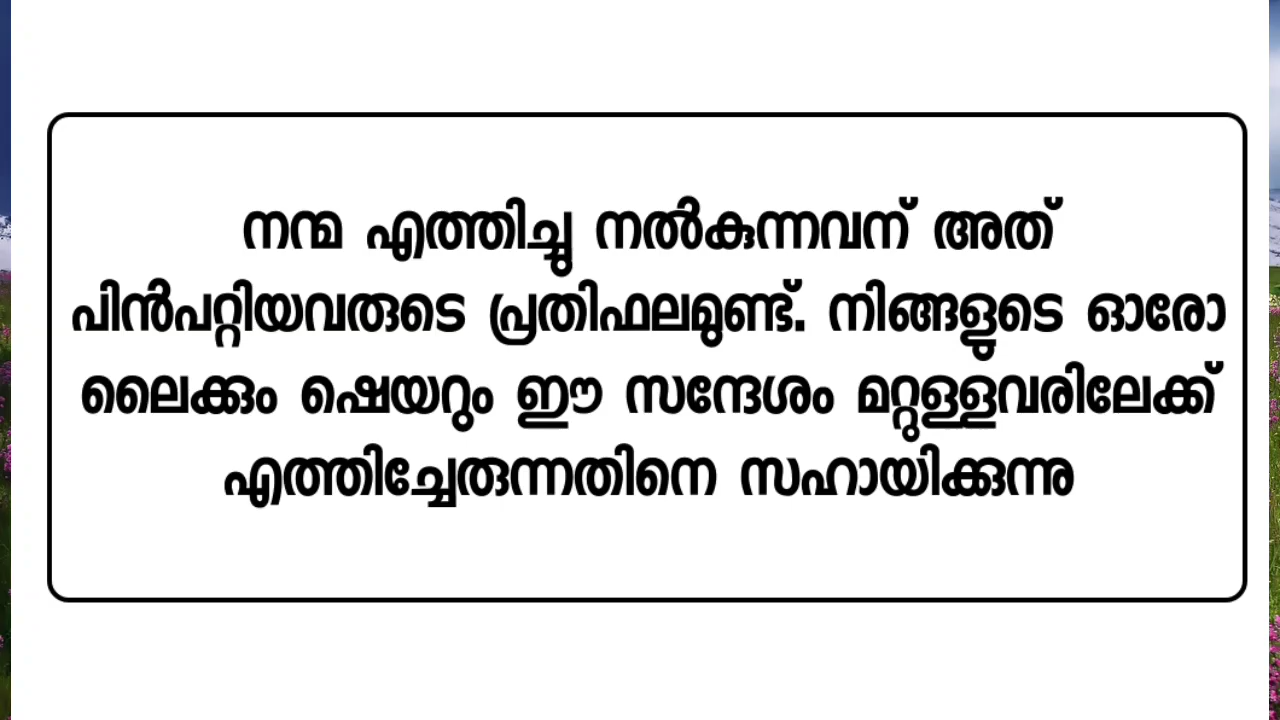 നന്മ എത്തിച്ചു നൽകുന്നവന് അത്
പിൻപറ്റിയവരുടെ പ്രതിഫലമുണ്ട്. നിങ്ങളുടെ ഓരോ
ലൈക്കും ഷെയറും ഈ സന്ദേശം മറ്റുള്ളവരിലേക്ക്
എത്തിച്ചേരുന്നതിനെ സഹായിക്കുന്നു